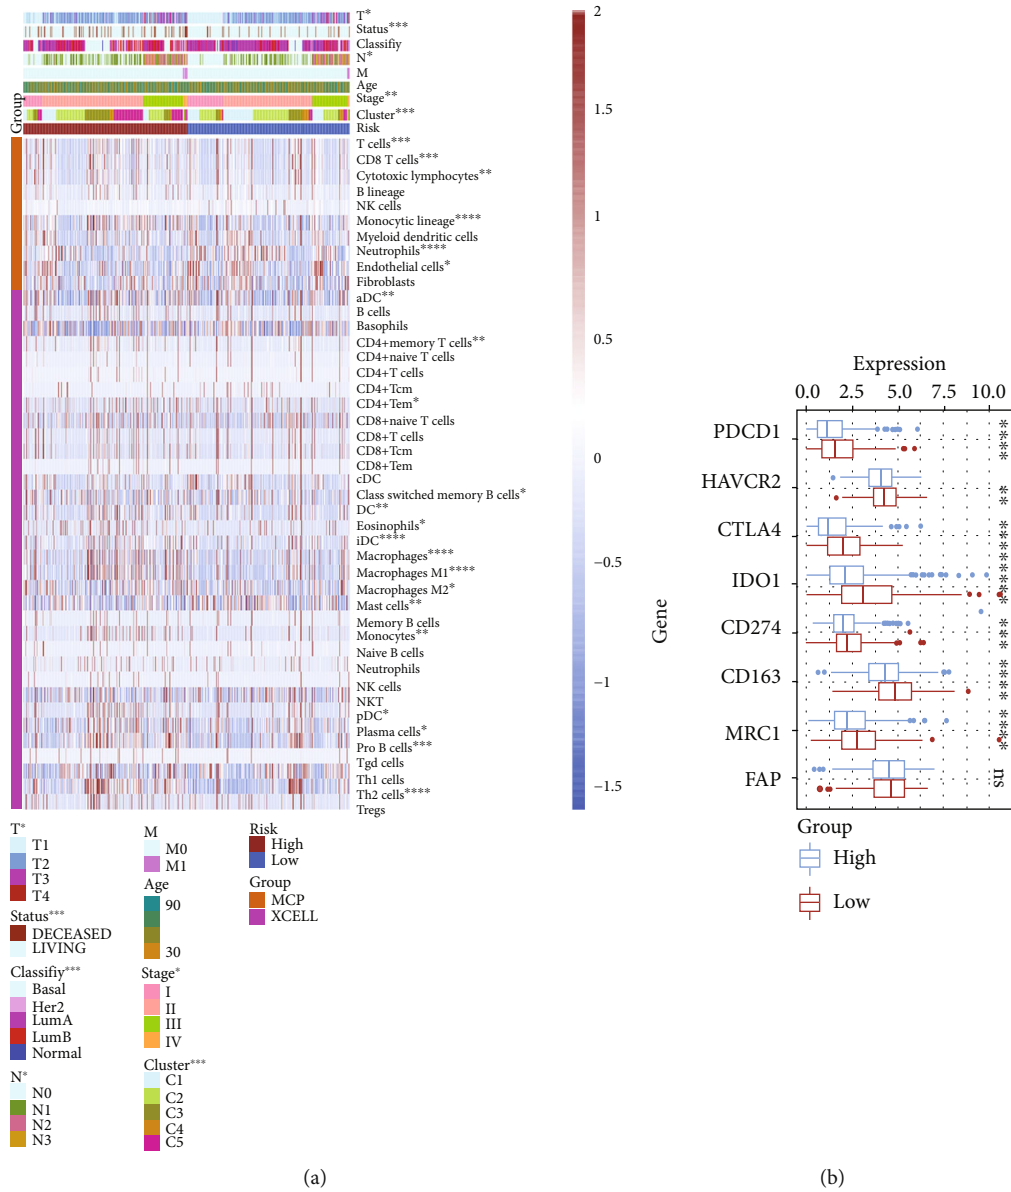 T*
Status***
Classifiy
N*
M
Age
Stage**
Cluster***
Risk
Group
T cells***
CD8 T cells***
Cytotoxic lymphocytes**
B lineage
NK cells
Monocytic lineage****
Myeloid dendritic cells
Neutrophils****
Endothelial cells*
Fibroblasts
aDC**
B cells
Basophils
CD4+memory T cells**
CD4+naive T cells
CD4+T cells
CD4+Tcm
CD4+Tem*
CD8+naive T cells
CD8+T cells
CD8+Tcm
CD8+Tem
cDC
Class switched memory B cells*
DC**
Eosinophils*
iDC****
Macrophages****
Macrophages M1****
Macrophages M2*
Mast cells**
Memory B cells
Monocytes**
Naive B cells
Neutrophils
NK cells
NKT
pDC*
Plasma cells*
Pro B cells***
Tgd cells
Th1 cells
Th2 cells****
Tregs
2
1.5
1
0.5
0
−0.5
−1
−1.5
T*
T1
T2
T3
T4
Status***
DECEASED
LIVING
Classifiy***
Basal
Her2
LumA
LumB
Normal
N*
N0
N1
N2
N3
M
M0
M1
Age
90
30
Stage*
I
II
III
IV
Cluster***
C1
C2
C3
C4
C5
Risk
High
Low
Group
MCP
XCELL
(a)
Expression
0.0 2.5 5.0 7.5 10.0
Gene
PDCD1 ****
HAVCR2 **
CTLA4 ****
IDO1 ****
CD274 ***
CD163 ****
MRC1 ****
FAP ns
Group
High
Low
(b)